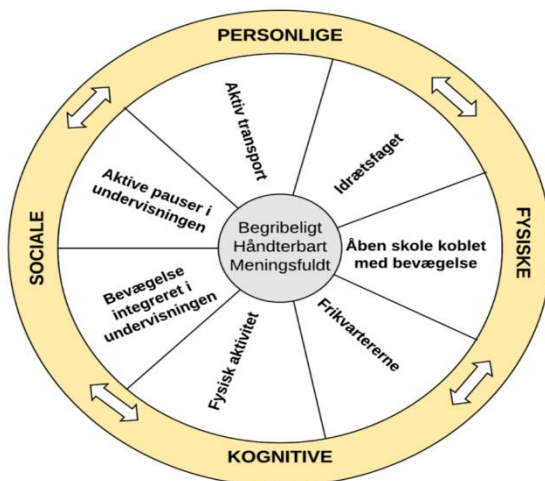 PERSONLIGE
Aktiv transport
Idrætsfaget
Aktive pauser i
undervisningen
Begribeligt
Håndterbart
Meningsfuldt
SOCIALE
FYSISKE
Åben skole koblet
med bevægelse
Bevægelse
integreret i
undervisningen
Fysisk aktivitet
Frikvartererne
KOGNITIVE